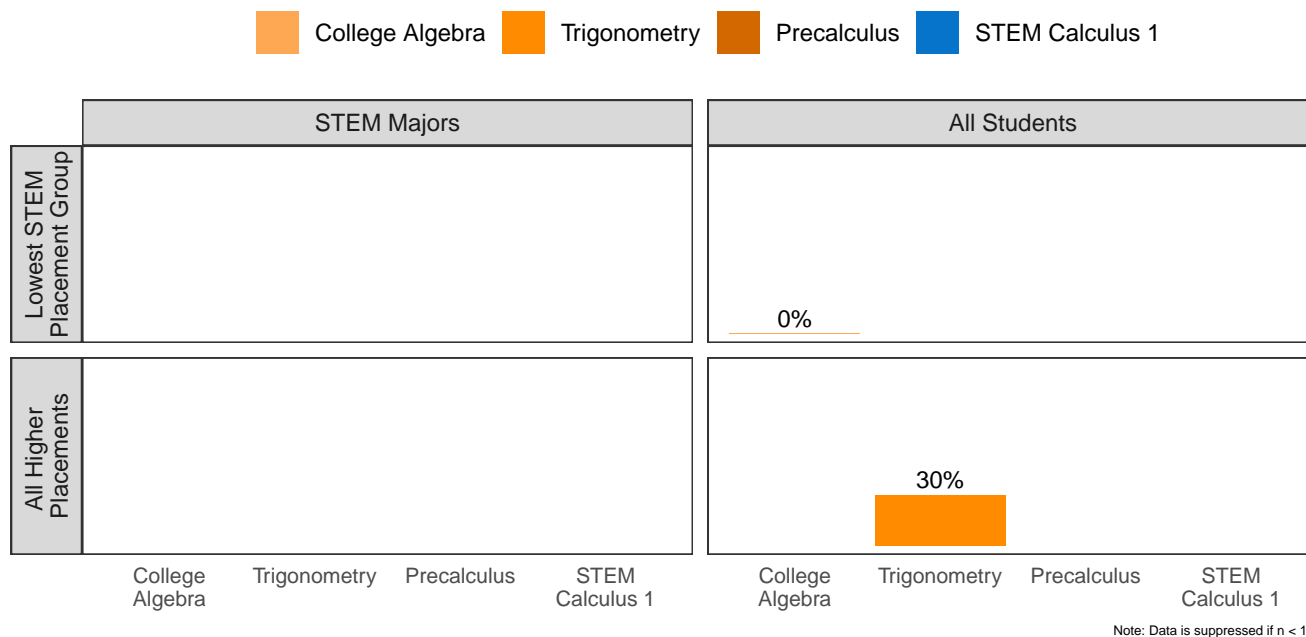 College Algebra Trigonometry Precalculus STEM Calculus 1
STEM Majors All Students
Lowest STEM
Placement Group
0%
All Higher
Placements
30%
College Algebra Trigonometry Precalculus STEM Calculus 1 College Algebra Trigonometry Precalculus STEM Calculus 1
Note: Data is suppressed if n < 1